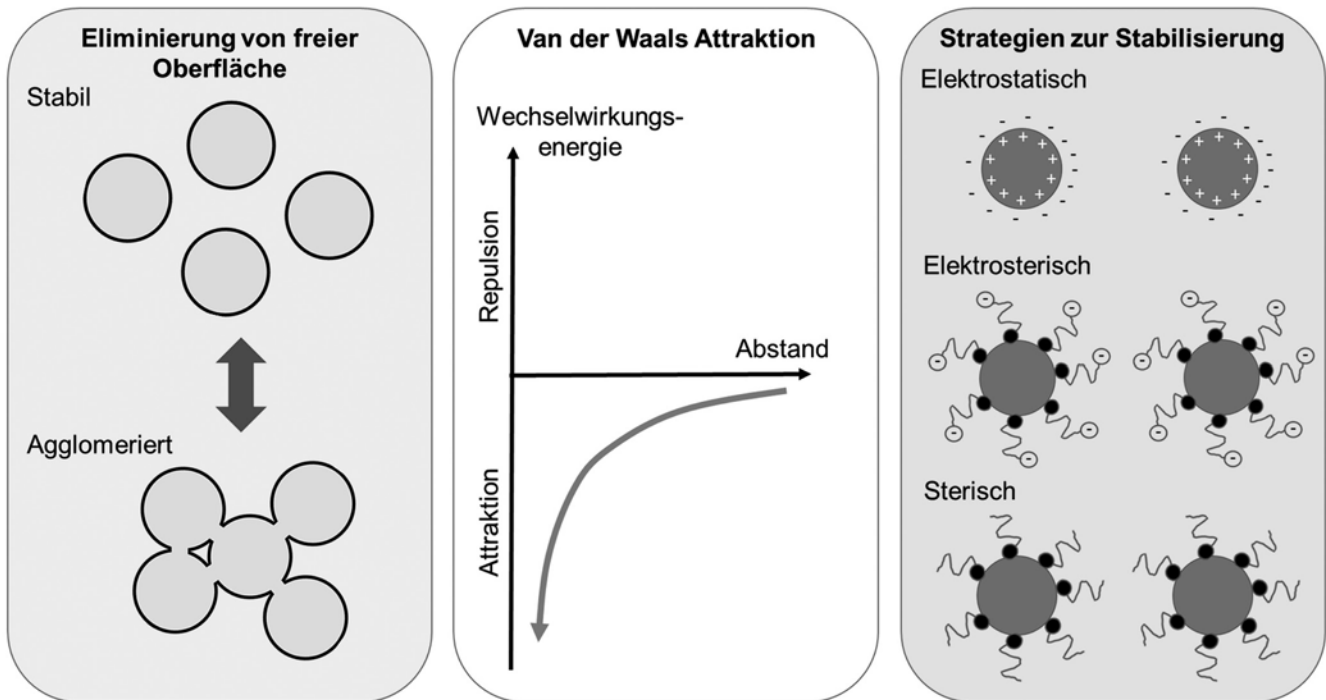 Eliminierung von freier
Oberfläche
Stabil
Agglomeriert
Van der Waals Attraktion
Wechselwirkungs-
energie
Repulsion
Abstand
Attraktion
Strategien zur Stabilisierung
Elektrostatisch
Elektrosterisch
Sterisch